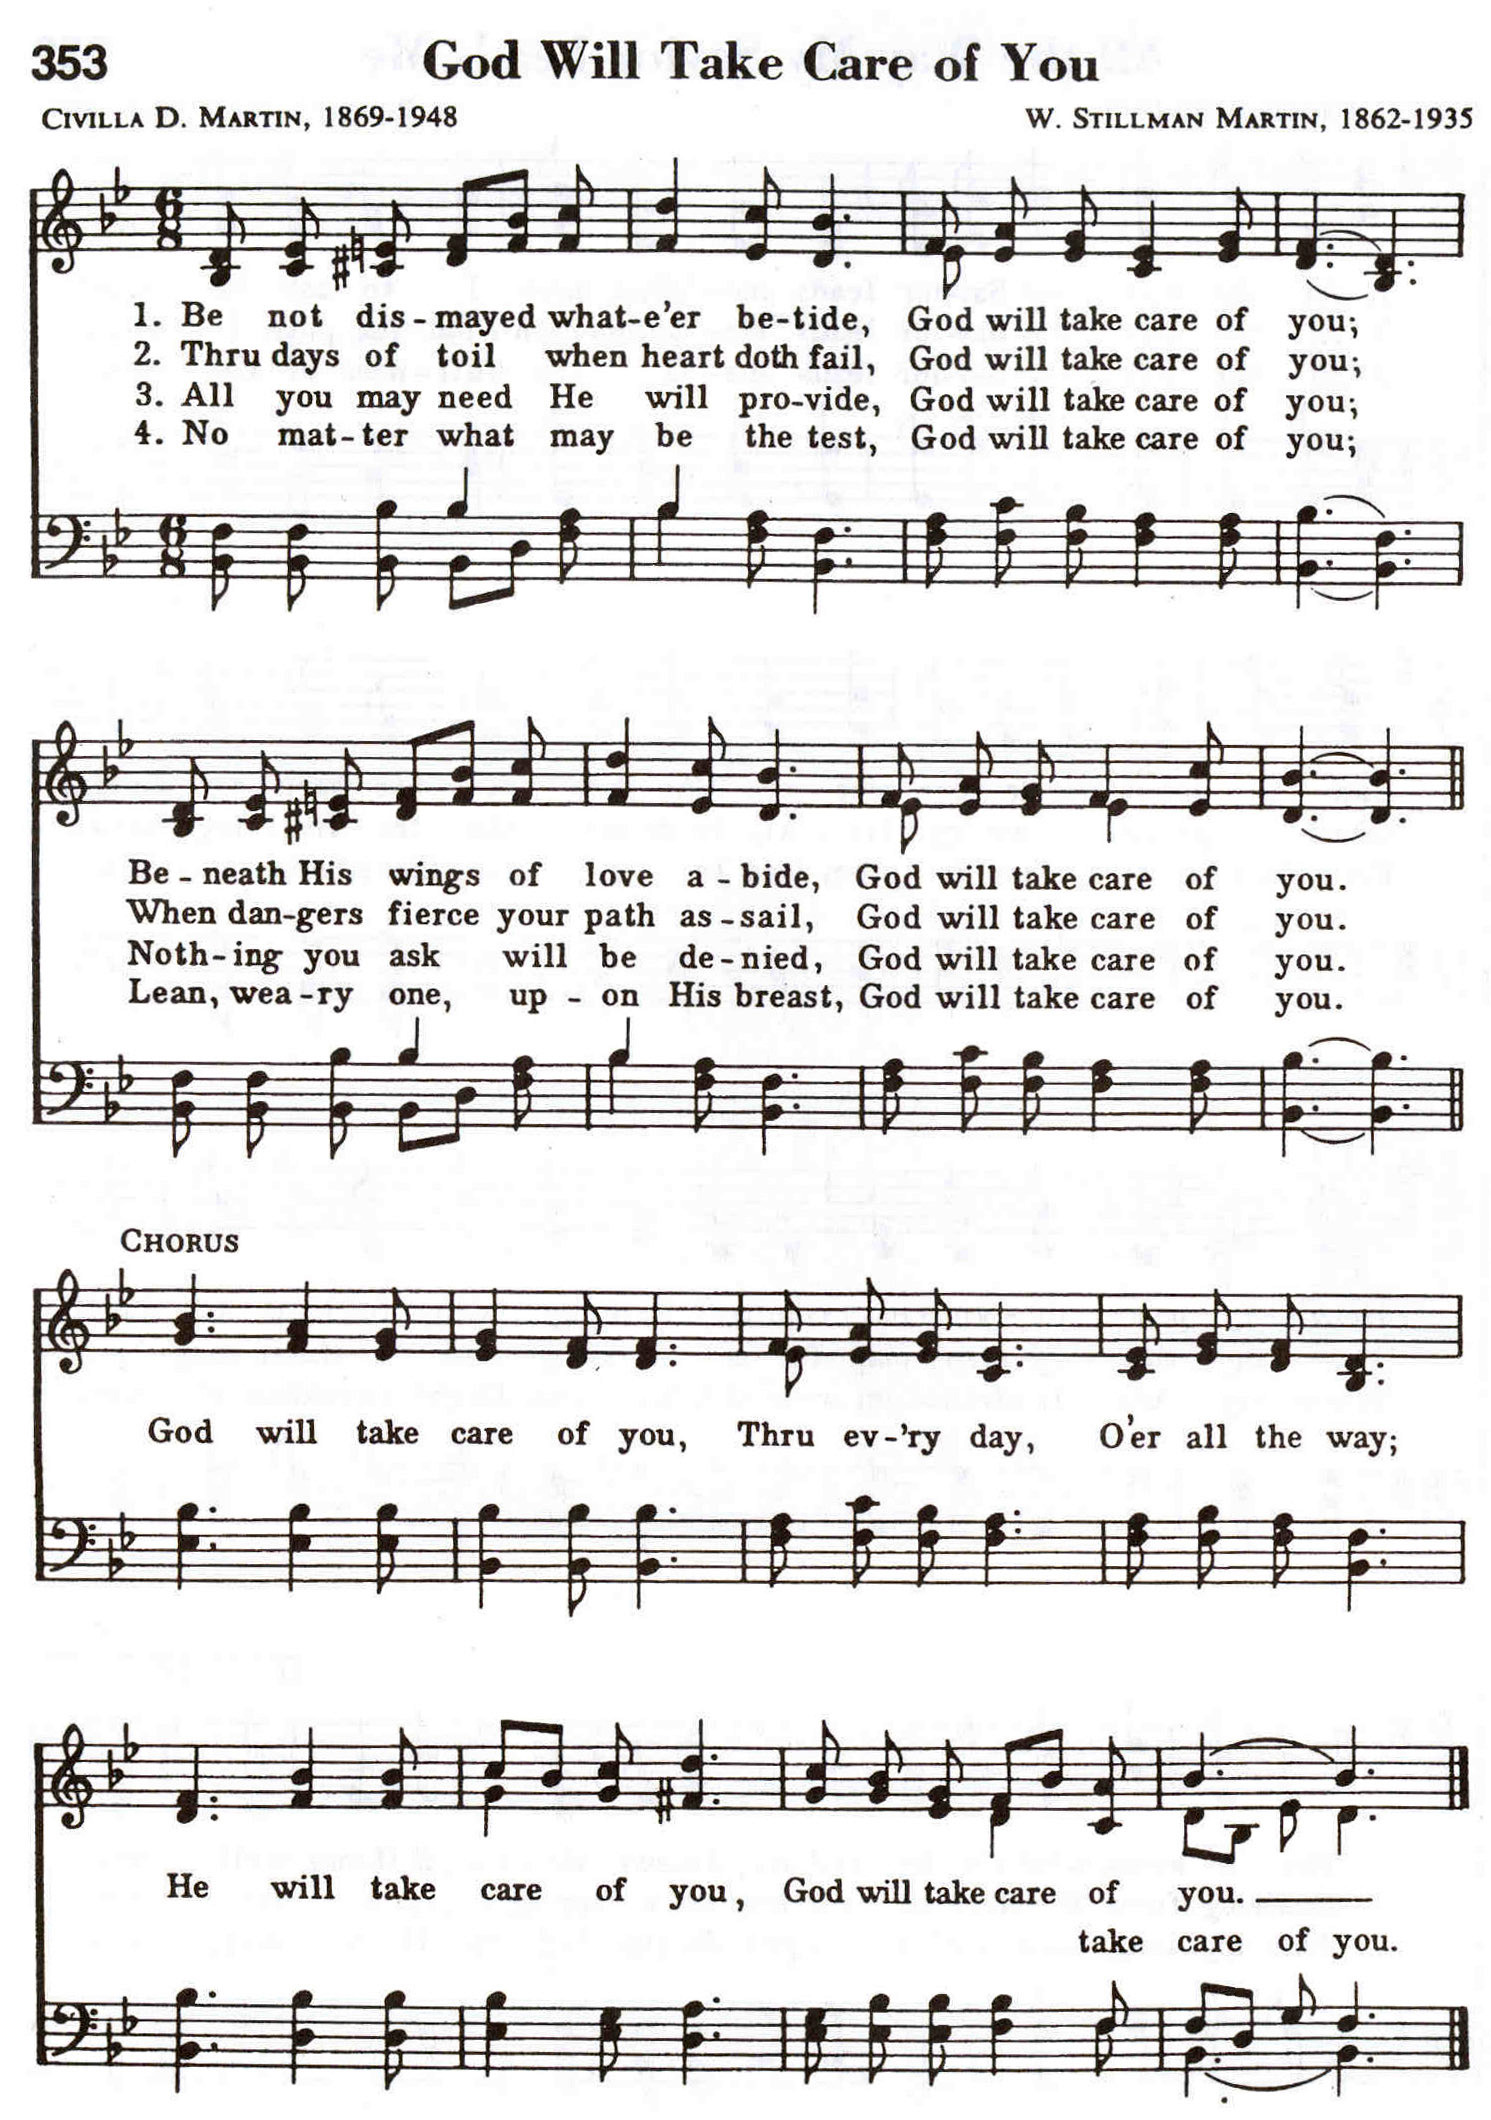 353 God Will Take Care of You
CIVILLA D. MARTIN, 1869-1948 W. STILLMAN MARTIN, 1862-1935
6 8
1. Be not dis-mayed what-e'er be-tide, God will take care of you;
2. Thru days of toil when heart doth fail, God will take care of you;
3. All you may need He will pro-vide, God will take care of you;
4. No mat-ter what may be the test, God will take care of you;
6 8
Be-neath His wings of love a-bide, God will take care of you.
When dan-gers fierce your path as-sail, God will take care of you.
Noth-ing you ask will be de-nied, God will take care of you.
Lean, wea-ry one, up-on His breast, God will take care of you.
CHORUS
God will take care of you, Thru ev-'ry day, O'er all the way;
He will take care of you, God will take care of you.
take care of you.